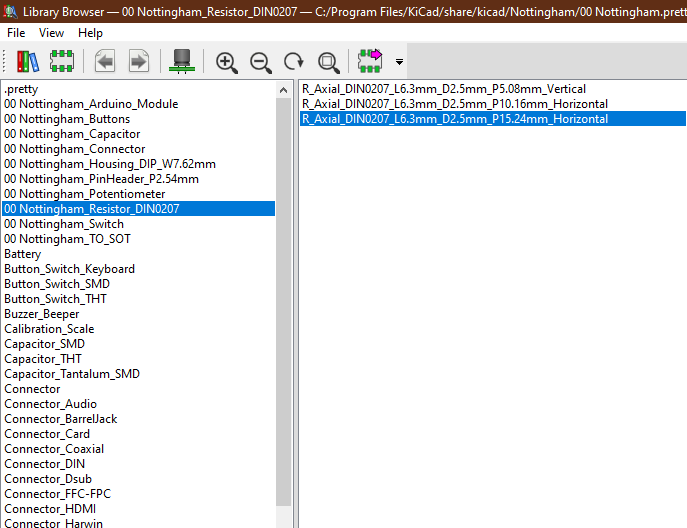 Library Browser — 00 Nottingham_Resistor_DIN0207 — C:/Program Files/KiCad/share/kicad/Nottingham/00 Nottingham.prett
File View Help
.pretty
00 Nottingham_Arduino_Module
00 Nottingham_Buttons
00 Nottingham_Capacitor
00 Nottingham_Connector
00 Nottingham_Housing_DIP_W7.62mm
00 Nottingham_PinHeader_P2.54mm
00 Nottingham_Potentiometer
00 Nottingham_Resistor_DIN0207
00 Nottingham_Switch
00 Nottingham_TO_SOT
Battery
Button_Switch_Keyboard
Button_Switch_SMD
Button_Switch_THT
Buzzer_Beeper
Calibration_Scale
Capacitor_SMD
Capacitor_THT
Capacitor_Tantalum_SMD
Connector
Connector_Audio
Connector_BarrelJack
Connector_Card
Connector_Coaxial
Connector_DIN
Connector_Dsub
Connector_FFC-FPC
Connector_HDMI
Connector_Harwin
R_Axial_DIN0207_L6.3mm_D2.5mm_P5.08mm_Vertical
R_Axial_DIN0207_L6.3mm_D2.5mm_P10.16mm_Horizontal
R_Axial_DIN0207_L6.3mm_D2.5mm_P15.24mm_Horizontal